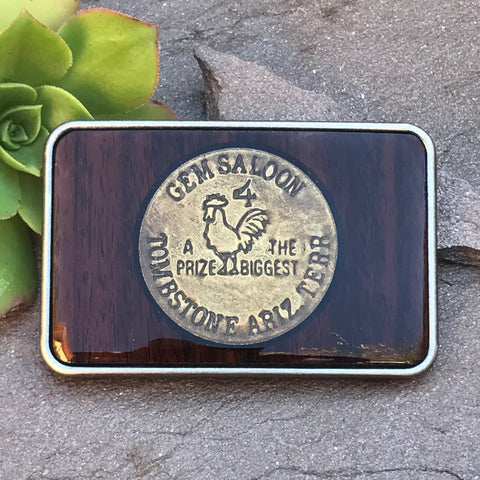 GEM SALOON
4
A THE
PRIZE BIGGEST
TOMBSTONE ARIZ. TERR